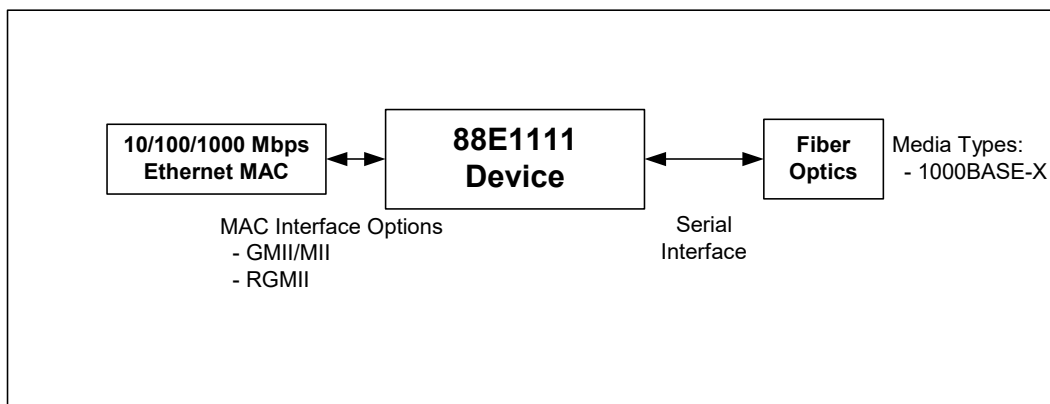 10/100/1000 Mbps
Ethernet MAC
88E1111
Device
Fiber
Optics
Media Types:
- 1000BASE-X
MAC Interface Options
- GMII/MII
- RGMII
Serial
Interface